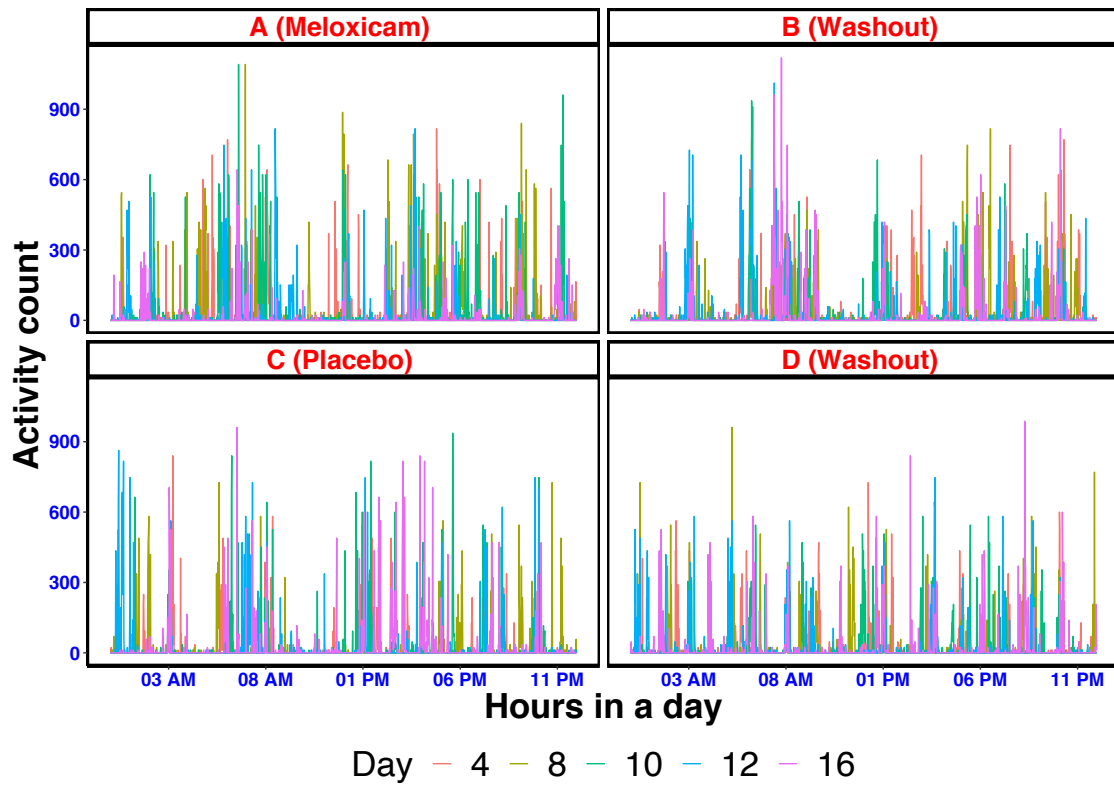 A (Meloxicam)
B (Washout)
900
600
300
0
C (Placebo)
D (Washout)
900
600
300
0
03 AM 08 AM 01 PM 06 PM 11 PM
03 AM 08 AM 01 PM 06 PM 11 PM
Activity count
Hours in a day
Day 4 8 10 12 16